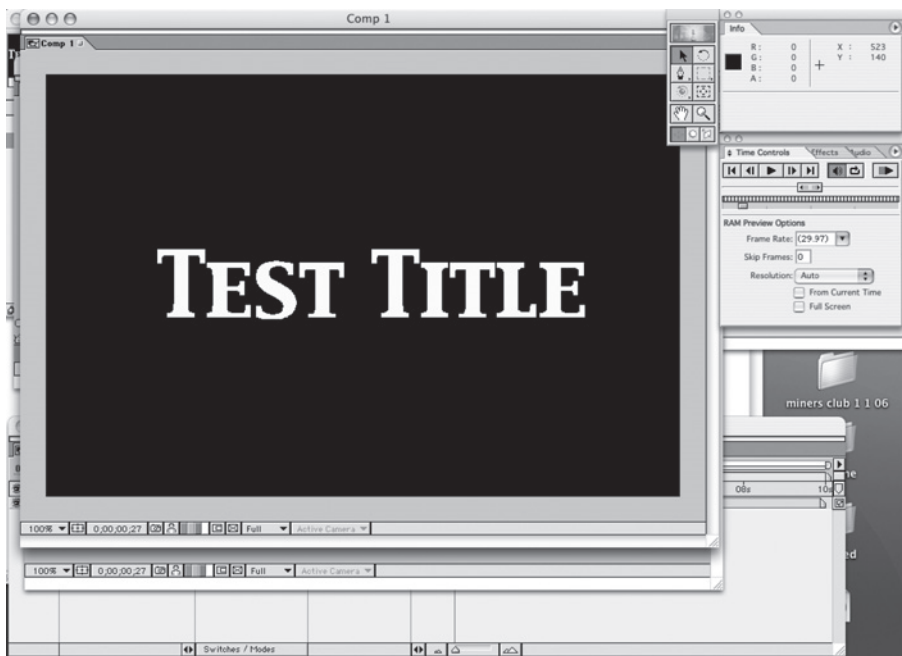 Comp 1
Comp 1
TEST TITLE
100% 0;00;00;27 Full Active Camera
100% 0;00;00;27 Full Active Camera
Switches / Modes
Info
R: 0 X: 523
G: 0 Y: 140
B: 0
A: 0
Time Controls Effects Audio
RAM Preview Options
Frame Rate: (29.97)
Skip Frames: 0
Resolution: Auto
From Current Time
Full Screen
miners club 1 1 06
08s 10s